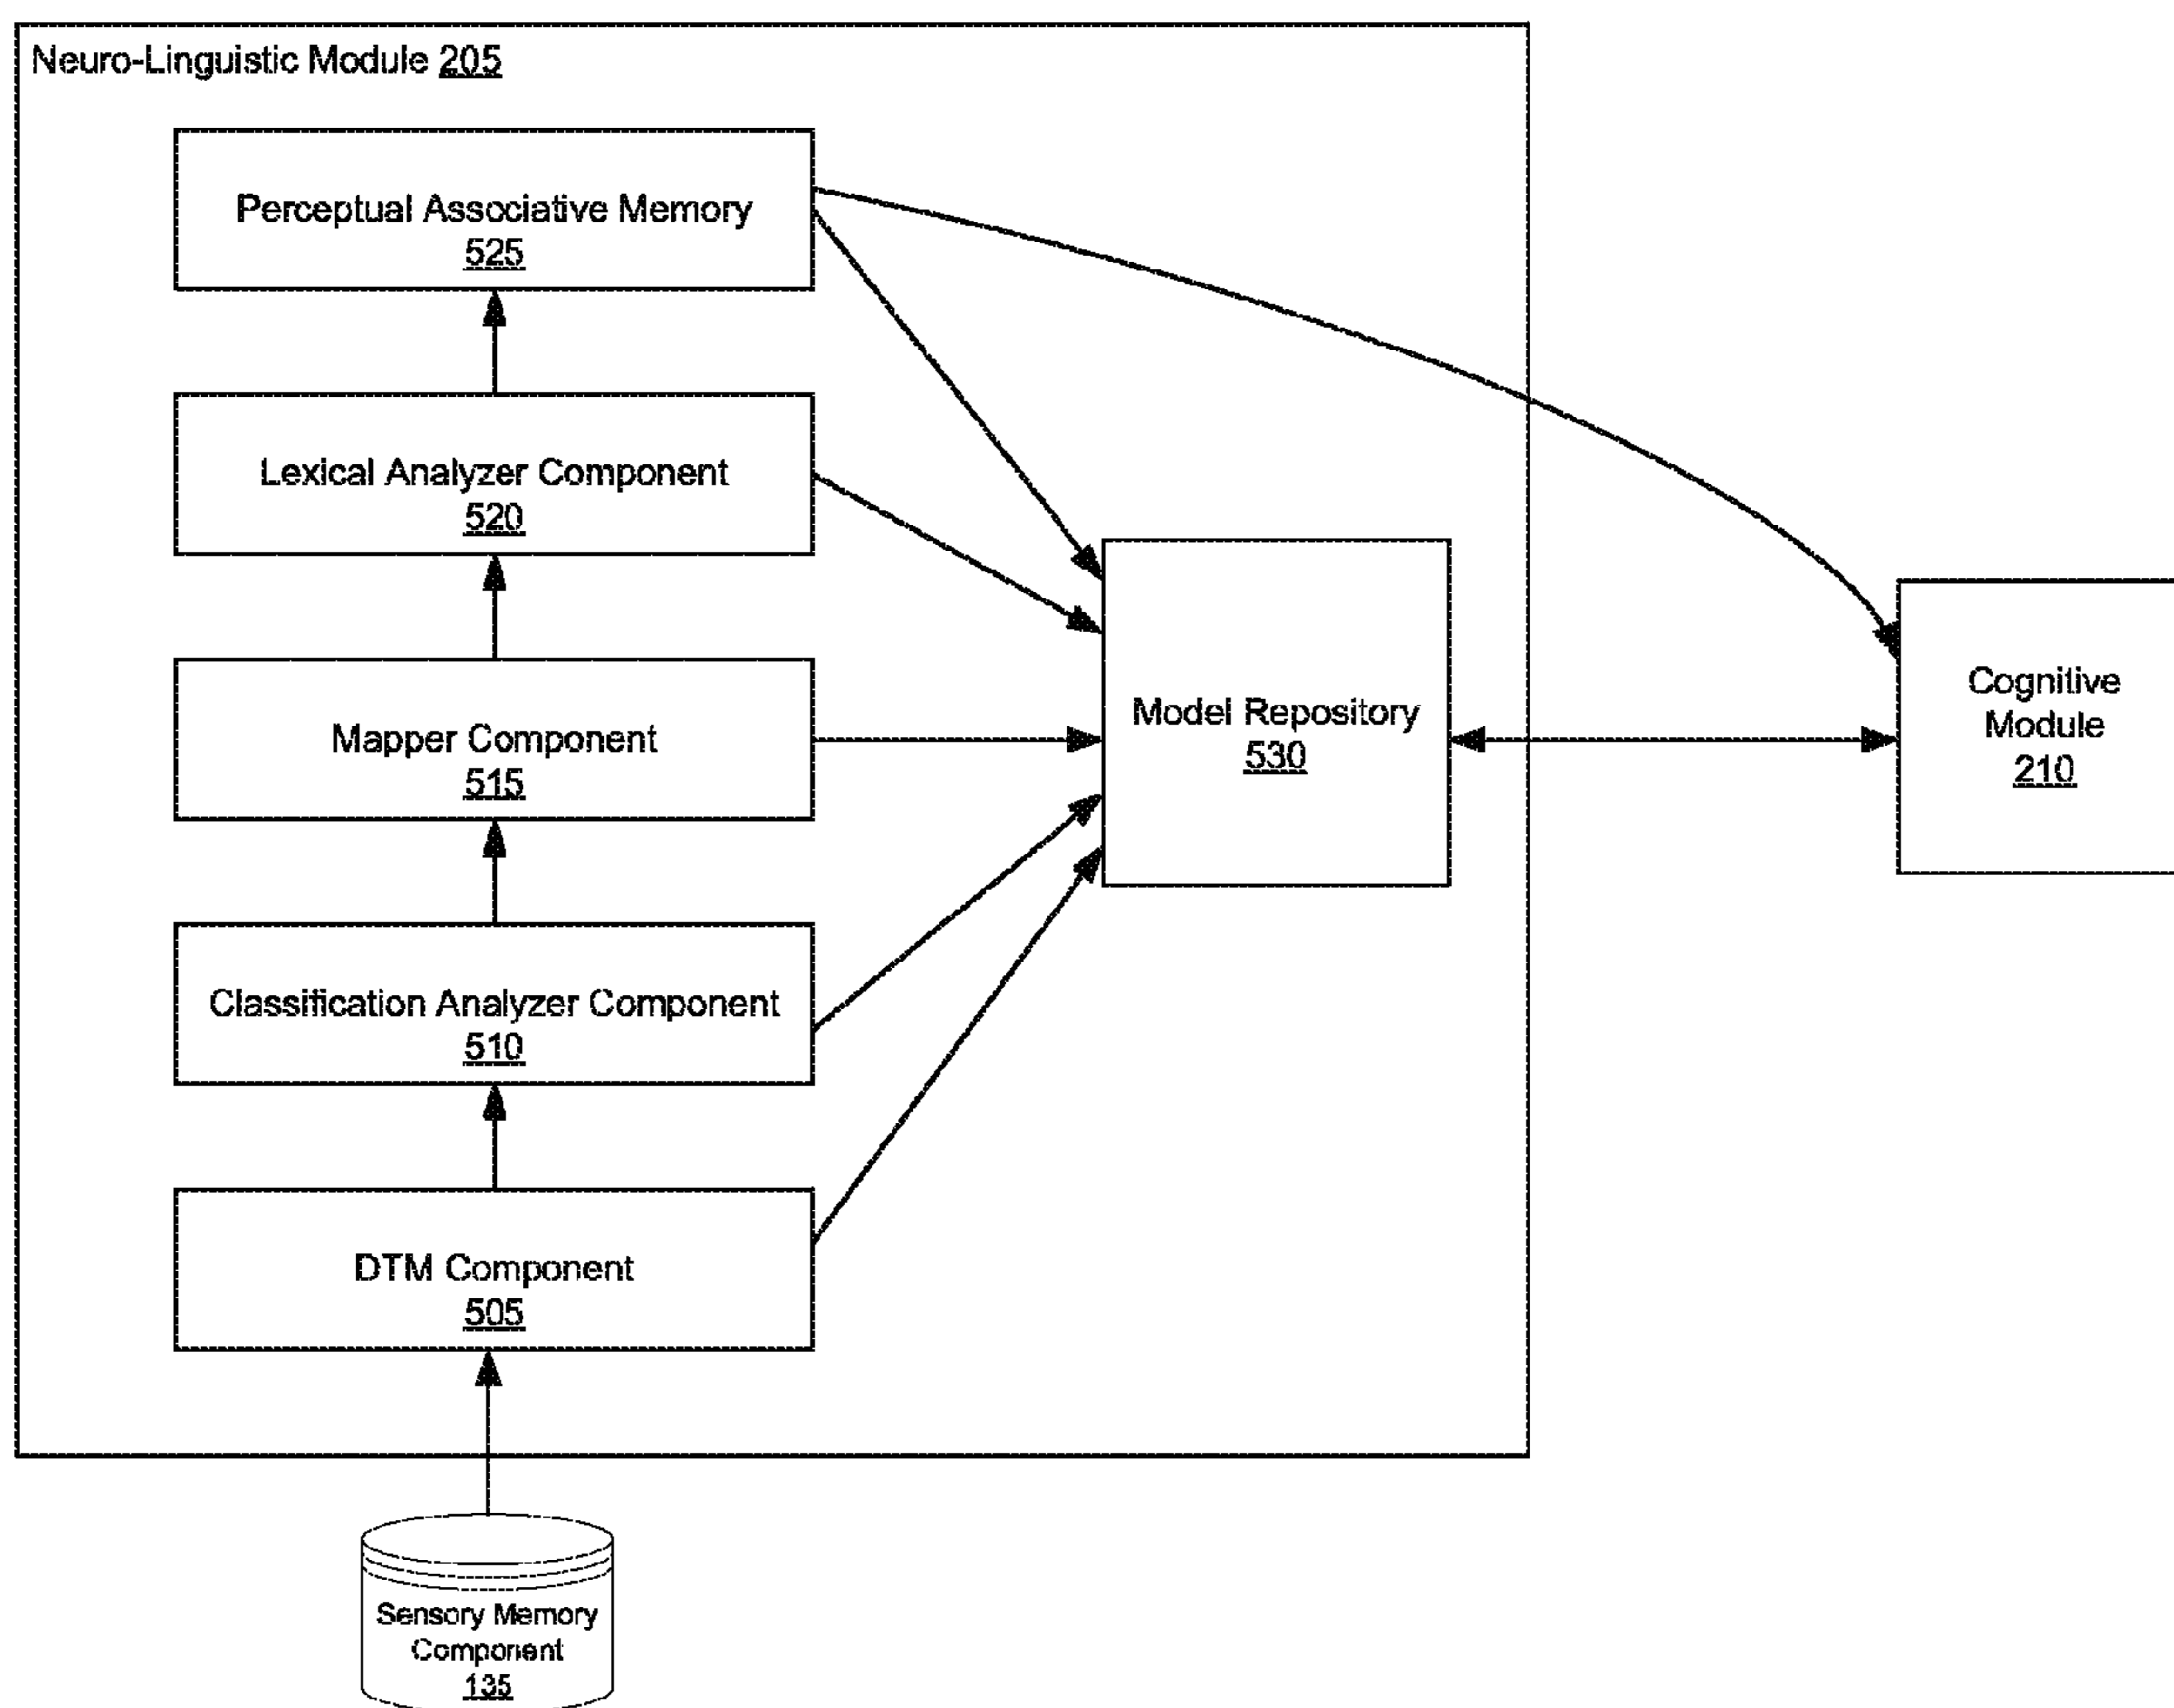 Neuro-Linguistic Module 205
Perceptual Associative Memory
525
Lexical Analyzer Component
520
Mapper Component
515
Model Repository
530
Cognitive
Module
210
Classification Analyzer Component
510
DTM Component
505
Sensory Memory
Component
135